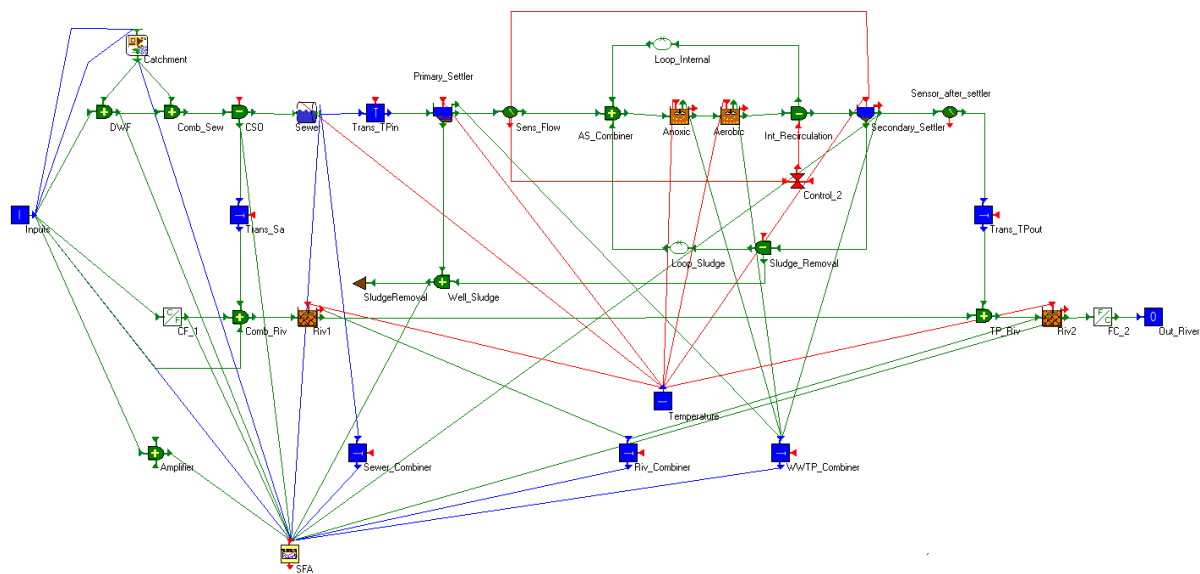 Catchment
Loop_Internal
Primary_Settler
Sensor_after_settler
DWF
Comb_Sew
CSO
Sewer
T
Trans_TPin
Sens_Flow
AS_Combiner
Anoxic
Aerobic
Int_Recirculation
Secondary_Settler
Control_2
Inputs
Trans_Sa
Trans_TPout
Loop_Sludge
Sludge_Removal
SludgeRemoval
Well_Sludge
C F
CF_1
Comb_Riv
Riv1
TP_Riv
Riv2
F C
FC_2
O
Out_River
Temperature
Amplifier
Sewer_Combiner
Riv_Combiner
WWTP_Combiner
SFA